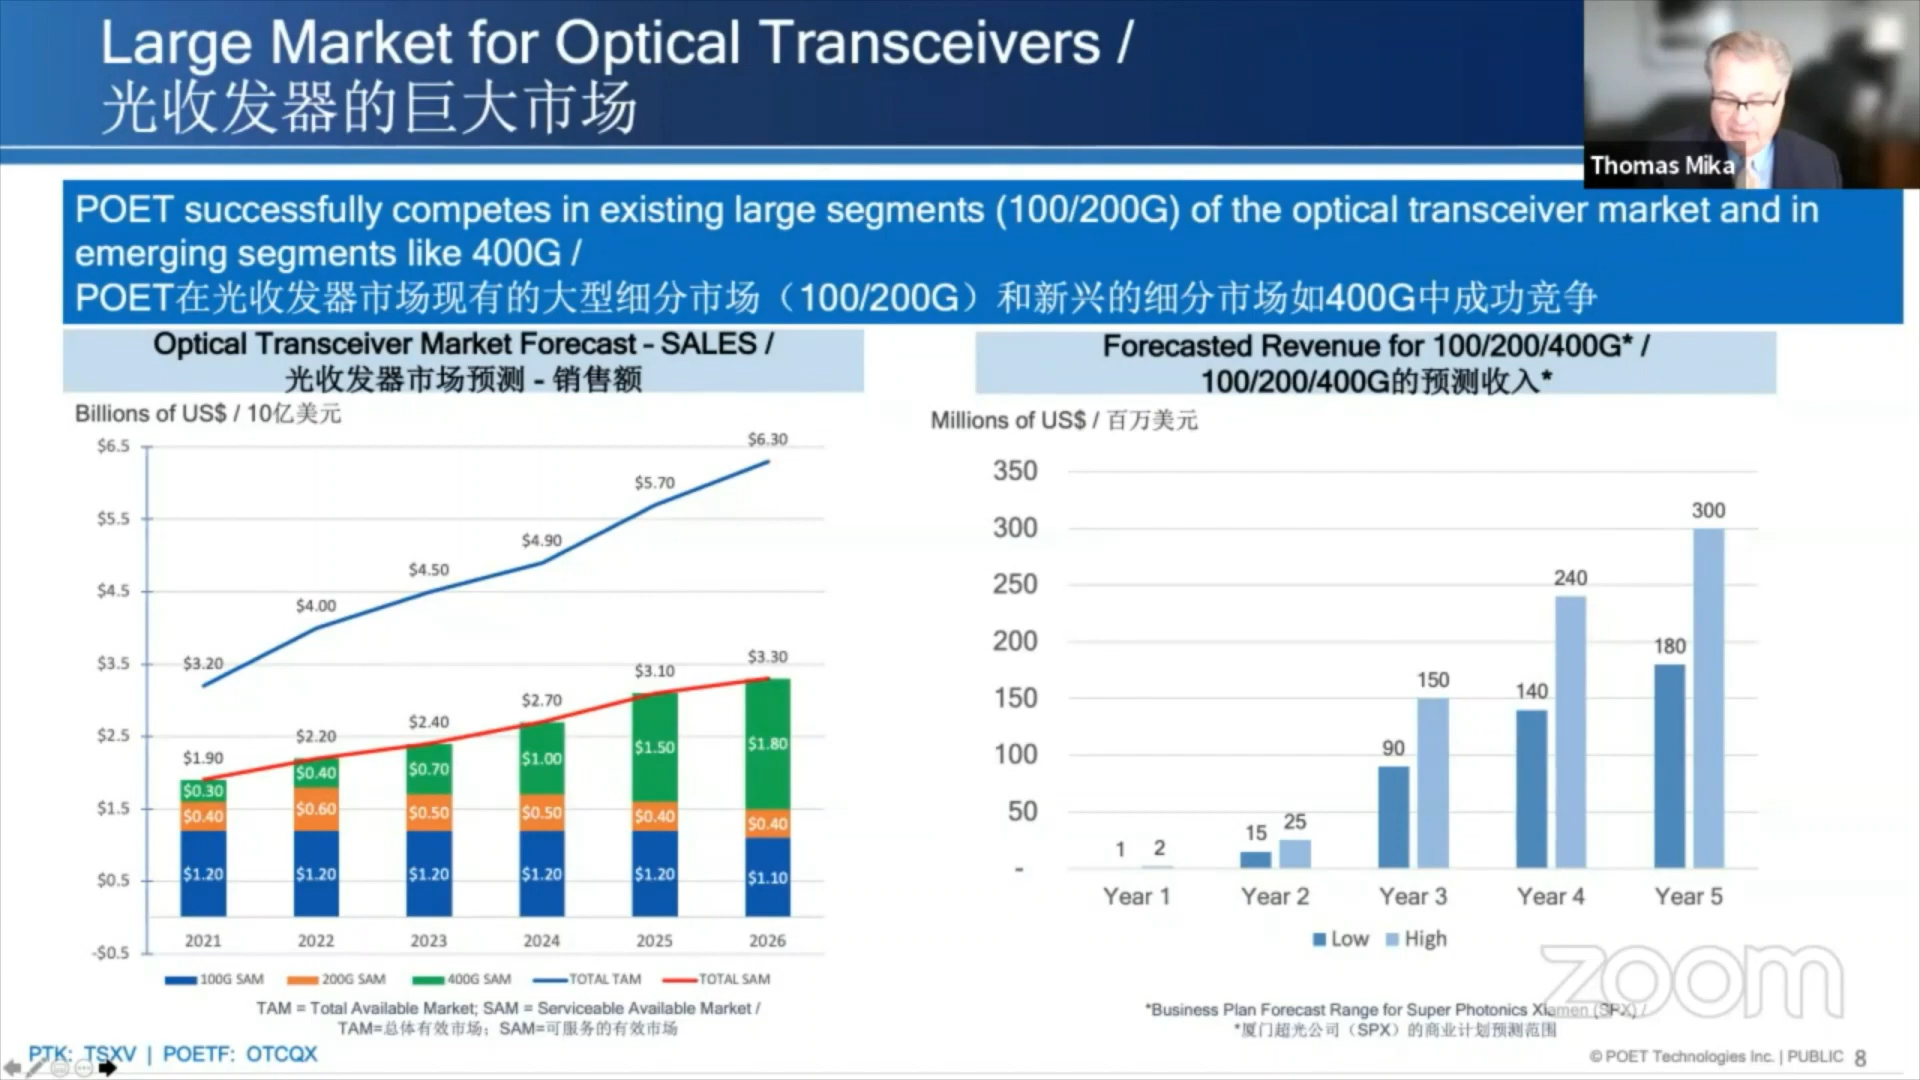 Large Market for Optical Transceivers /
光收发器的巨大市场
Thomas Mika
POET successfully competes in existing large segments (100/200G) of the optical transceiver market and in
emerging segments like 400G /
POET在光收发器市场现有的大型细分市场（100/200G）和新兴的细分市场如400G中成功竞争
Optical Transceiver Market Forecast – SALES /
光收发器市场预测 - 销售额
Billions of US$ / 10亿美元
$6.5
$5.5
$4.5
$3.5
$2.5
$1.5
$0.5
-$0.5
$3.20
$4.00
$4.50
$4.90
$5.70
$6.30
$1.90
$2.20
$2.40
$2.70
$3.10
$3.30
$0.30
$0.40
$0.70
$1.00
$1.50
$1.80
$0.40
$0.60
$0.50
$0.50
$0.40
$0.40
$1.20
$1.20
$1.20
$1.20
$1.20
$1.10
2021 2022 2023 2024 2025 2026
100G SAM 200G SAM 400G SAM TOTAL TAM TOTAL SAM
TAM = Total Available Market; SAM = Serviceable Available Market /
TAM=总体有效市场；SAM=可服务的有效市场
Forecasted Revenue for 100/200/400G* /
100/200/400G的预测收入*
Millions of US$ / 百万美元
350
300
250
200
150
100
50
-
1 2
15 25
90 150
140 240
180 300
Year 1 Year 2 Year 3 Year 4 Year 5
Low High
zoom
*Business Plan Forecast Range for Super Photonics Xiamen (SPX) /
*厦门超光公司（SPX）的商业计划预测范围
PTK: TSXV | POETF: OTCQX
© POET Technologies Inc. | PUBLIC 8